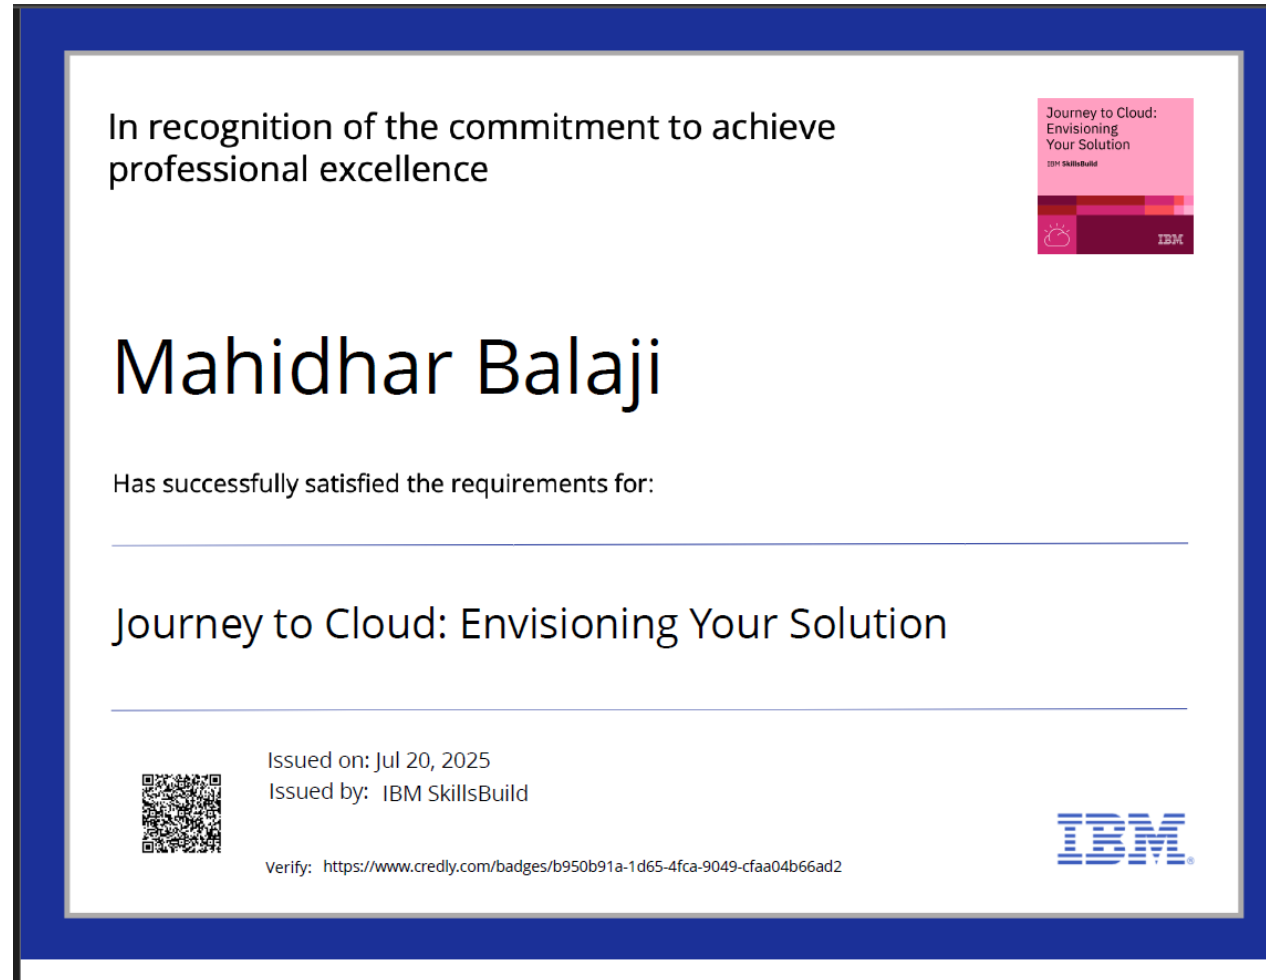 In recognition of the commitment to achieve
professional excellence
Journey to Cloud:
Envisioning
Your Solution
IBM SkillsBuild
IBM
Mahidhar Balaji
Has successfully satisfied the requirements for:
Journey to Cloud: Envisioning Your Solution
Issued on: Jul 20, 2025
Issued by: IBM SkillsBuild
Verify: https://www.credly.com/badges/b950b91a-1d65-4fca-9049-cfaa04b66ad2
IBM®